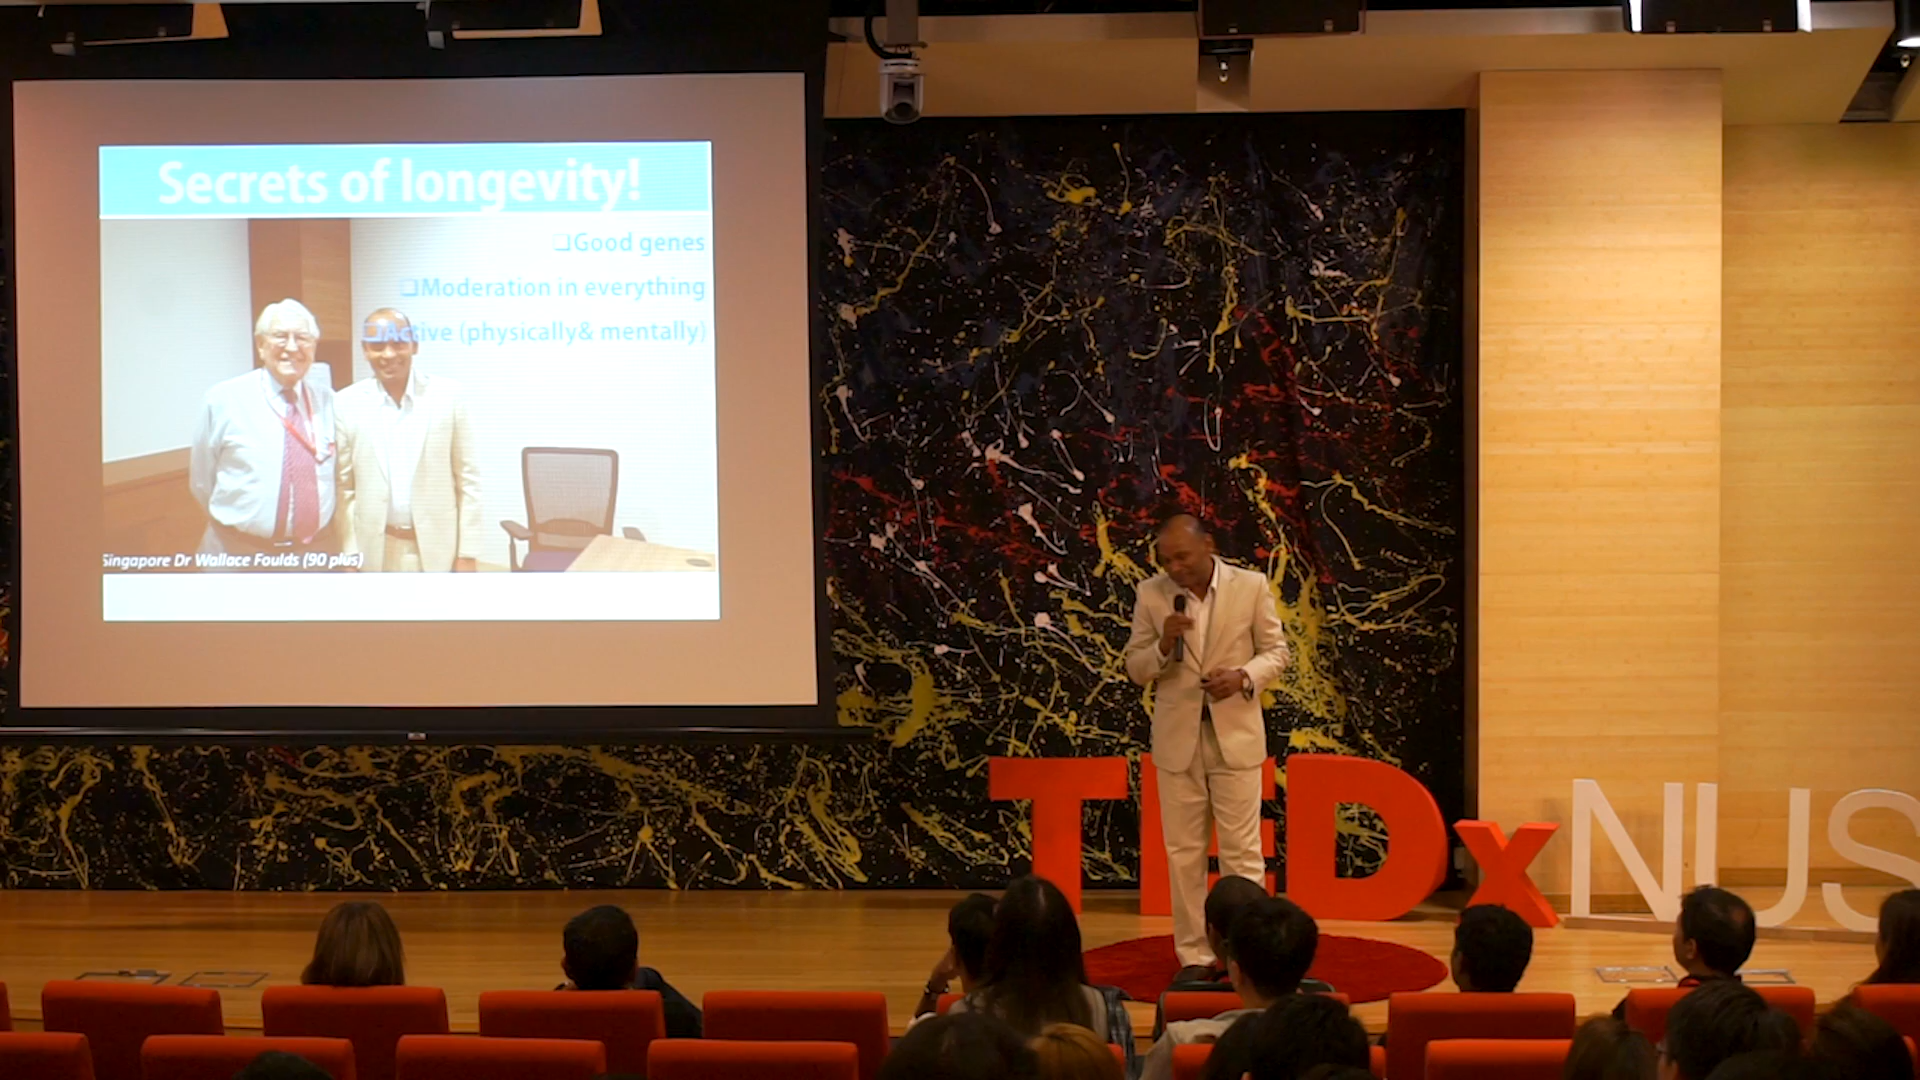 Secrets of longevity!
❑Good genes
❑Moderation in everything
❑Active (physically& mentally)
Singapore Dr Wallace Foulds (90 plus)
TEDxNUS